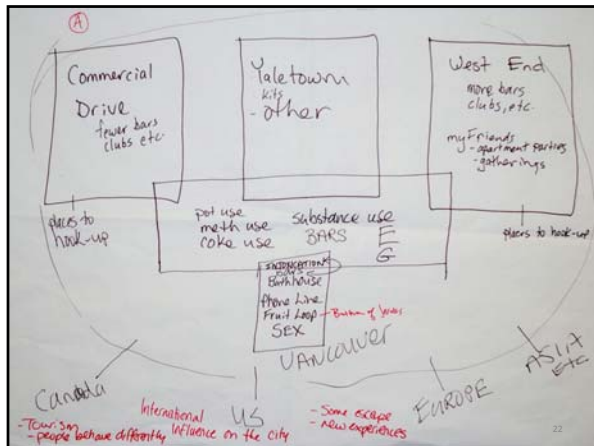 A
Commercial
Drive
fewer bars
clubs etc.
Yaletown
kits
- other
West End
more bars
clubs, etc.
my Friends
- apartment parties
- gatherings
places to
hook-up
pot use
meth use
coke use
substance use
BARS
E
G
places to hook-up
Bathhouse
Phone Line
Fruit Loop
SEX
VANCOUVER
Canada
US
EUROPE
ASIA
ETC
- Tourism
- people behave differently
International
Influence on the city
- Some escape
- new experiences
22